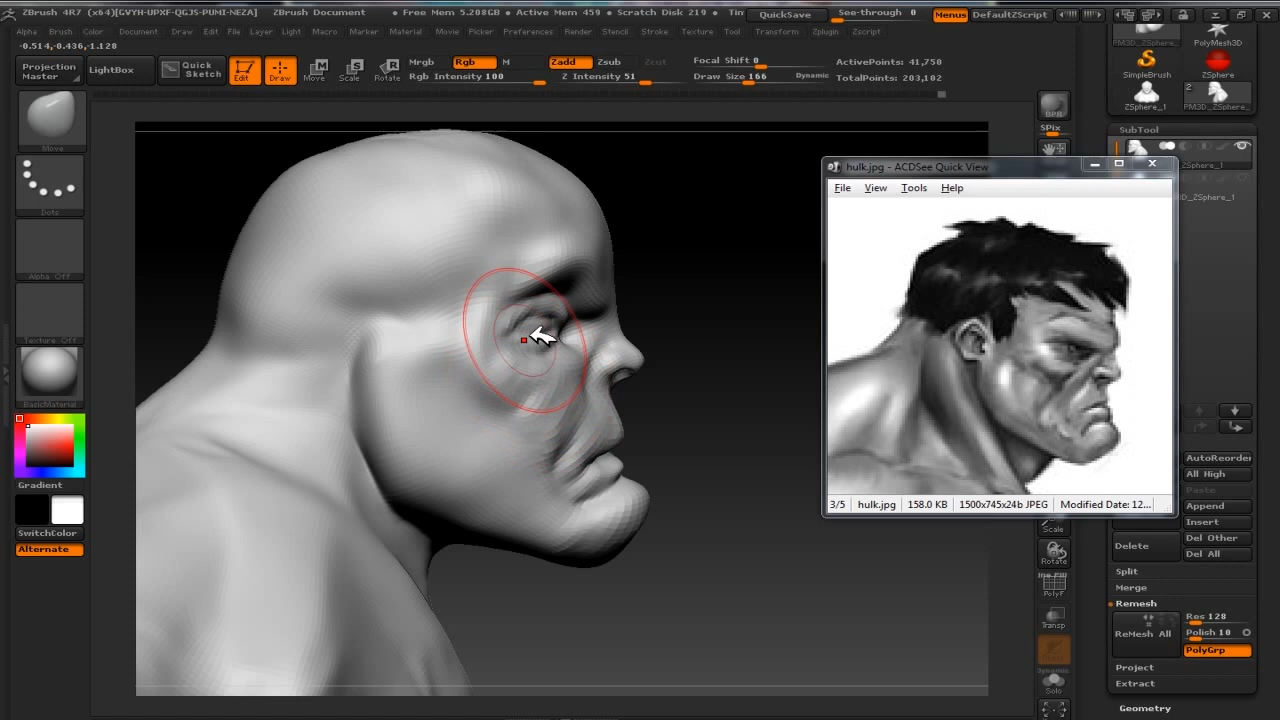 ZBrush 4R7 (x64)[GVYH-UPXF-QGJS-PUMI-NEZA] ZBrush Document • Free Mem 5.208GB • Active Mem 459 • Scratch Disk 219 • Tin QuickSave See-through 0 Menus DefaultZScript
Alpha Brush Color Document Draw Edit File Layer Light Macro Marker Material Movie Picker Preferences Render Stencil Stroke Texture Tool Transform Zplugin Zscript
-0.514,-0.436,-1.128
Projection Master
LightBox
Quick Sketch
Edit
Draw
Move
Scale
Rotate
Mrgb Rgb M
Rgb Intensity 100
Zadd Zsub Zcut
Z Intensity 51
Focal Shift 0
Draw Size 166 Dynamic
ActivePoints: 41,750
TotalPoints: 203,102
Move
Dots
Alpha Off
Texture Off
BasicMaterial
Gradient
SwitchColor
Alternate
BPR
SPix
Scale
Rotate
PolyF
Transp
Dynamic
Solo
PM3D_ZSphere_
PolyMesh3D
SimpleBrush
ZSphere
ZSphere_1
2
PM3D_ZSphere_
SubTool
ZSphere_1
PM3D_ZSphere_1
hulk.jpg - ACDSee Quick View
File View Tools Help
3/5 hulk.jpg 158.0 KB 1500x745x24b JPEG Modified Date: 12...
AutoReorder
All High
Paste
Append
Insert
Delete
Del Other
Del All
Split
Merge
Remesh
ReMesh All
Res 128
Polish 10
PolyGrp
Project
Extract
Geometry